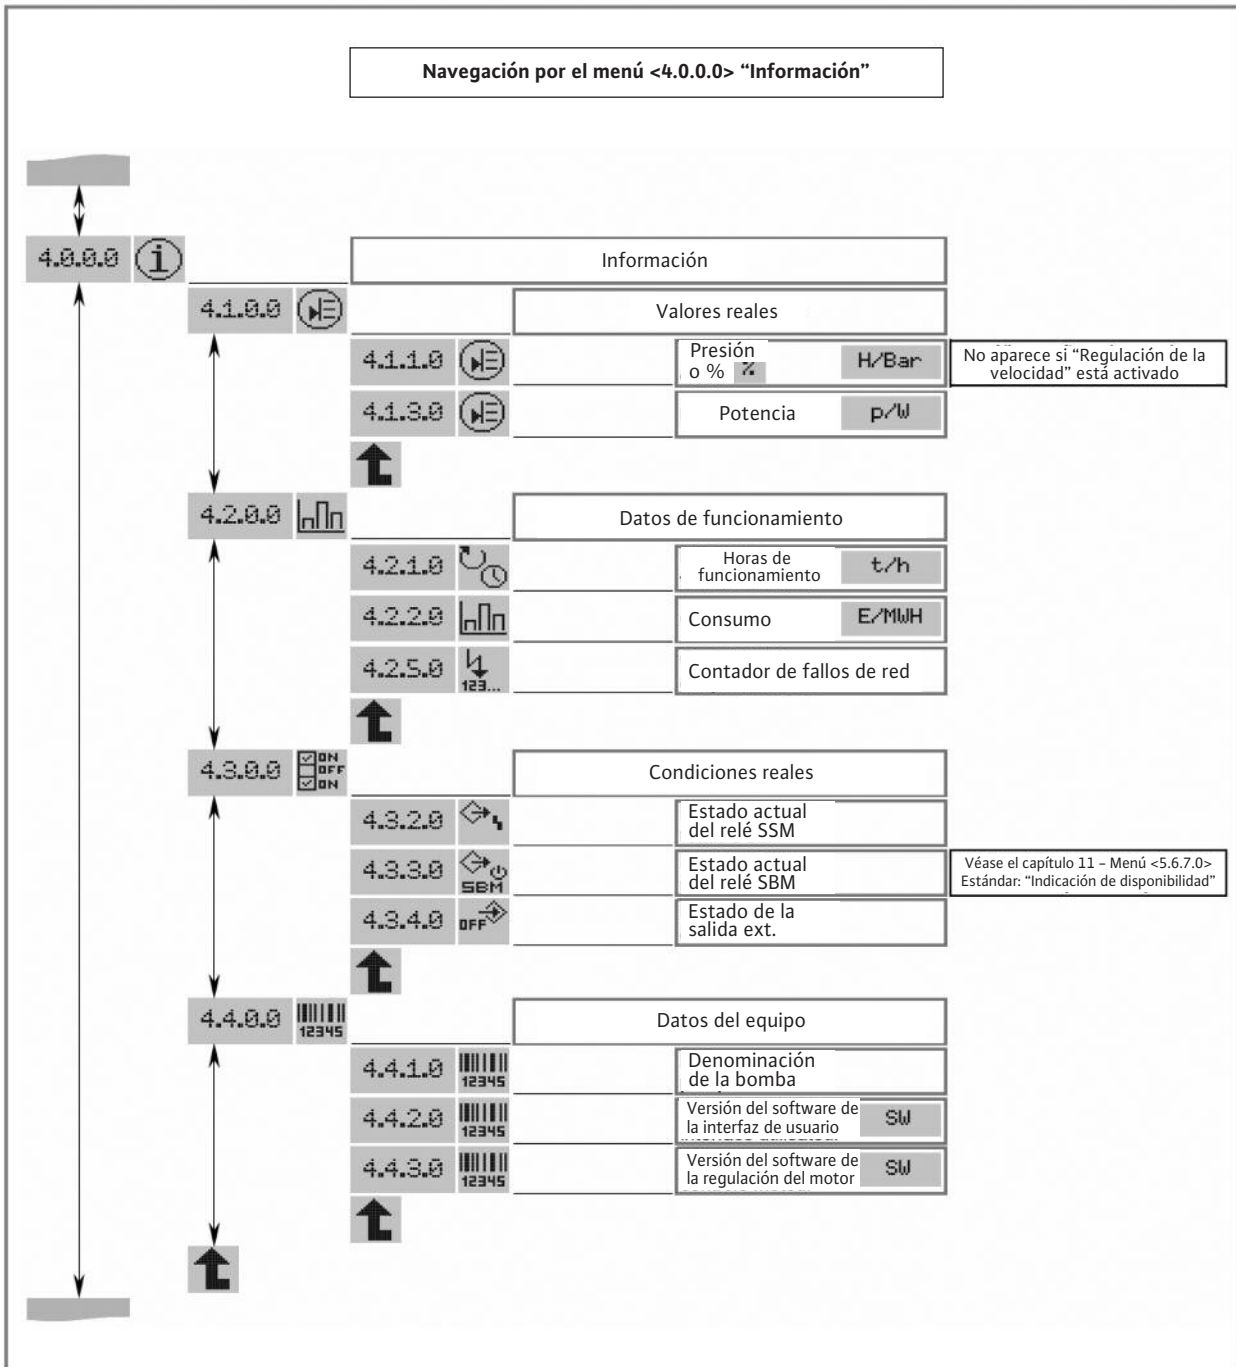 Navegación por el menú <4.0.0.0> “Información”
4.0.0.0 i Información
4.1.0.0 Valores reales
4.1.1.0 Presión
o % % H/Bar
No aparece si “Regulación de la
velocidad” está activado
4.1.3.0 Potencia p/W
4.2.0.0 Datos de funcionamiento
4.2.1.0 Horas de
funcionamiento t/h
4.2.2.0 Consumo E/MWH
4.2.5.0 123... Contador de fallos de red
4.3.0.0 ON
OFF
ON
Condiciones reales
4.3.2.0 Estado actual
del relé SSM
4.3.3.0 SBM Estado actual
del relé SBM
Véase el capítulo 11 – Menú <5.6.7.0>
Estándar: “Indicación de disponibilidad”
4.3.4.0 OFF Estado de la
salida ext.
4.4.0.0 12345 Datos del equipo
4.4.1.0 12345 Denominación
de la bomba
4.4.2.0 12345 Versión del software de
la interfaz de usuario SW
4.4.3.0 12345 Versión del software de
la regulación del motor SW